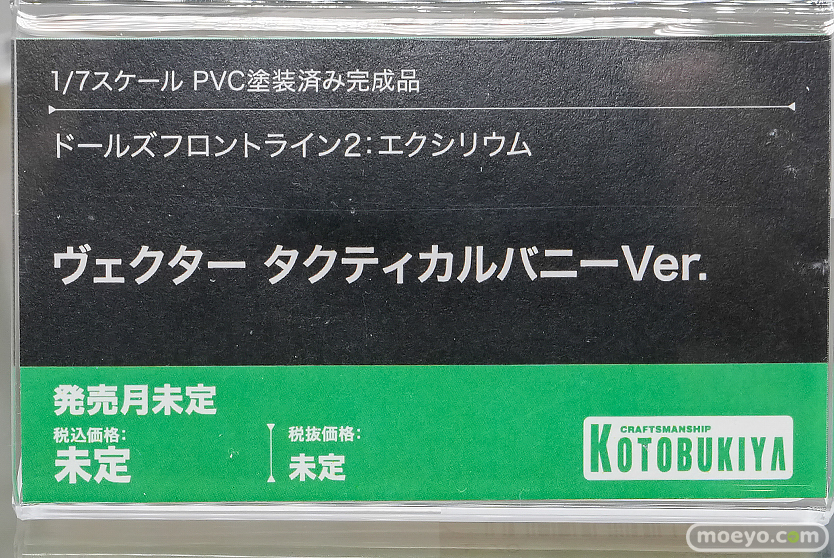 1/7スケール PVC塗装済み完成品
ドールズフロントライン2：エクシリウム
ヴェクター タクティカルバニーVer.
発売月未定
税込価格：
未定
税抜価格：
未定
CRAFTSMANSHIP
KOTOBUKIYA
moeyo.com